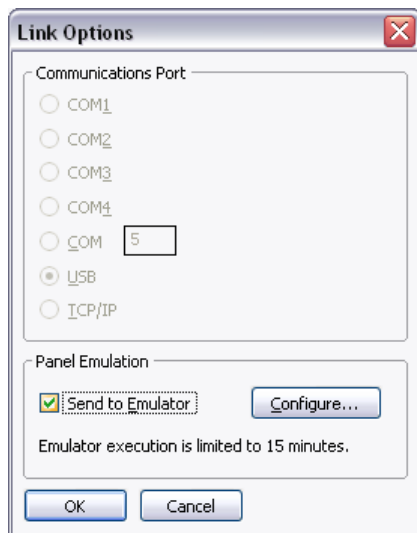 Link Options
Communications Port
COM1
COM2
COM3
COM4
COM 5
USB
TCP/IP
Panel Emulation
Send to Emulator Configure...
Emulator execution is limited to 15 minutes.
OK Cancel